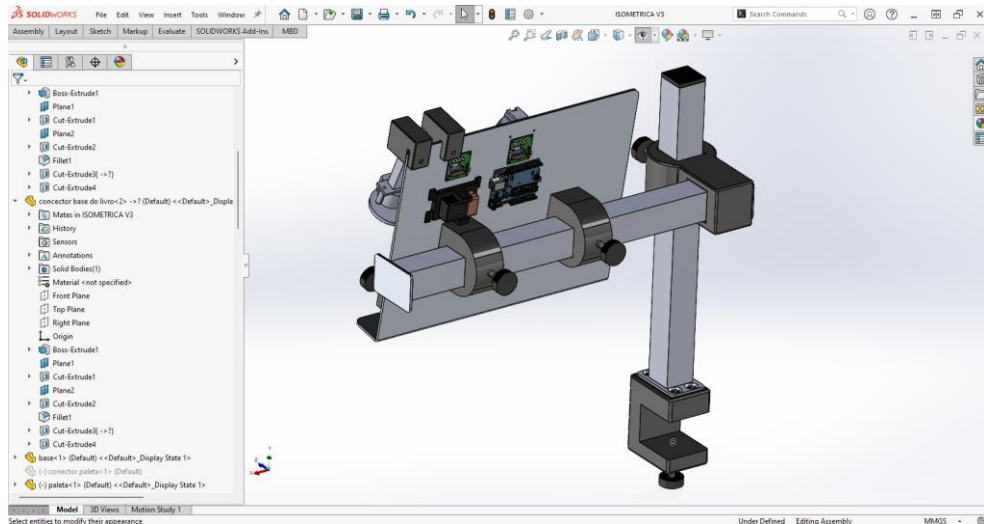 SOLIDWORKS File Edit View Insert Tools Window ISOMETRICA V3 Search Commands
Assembly Layout Sketch Markup Evaluate SOLIDWORKS Add-Ins MBD
Boss-Extrude1
Plane1
Cut-Extrude1
Plane2
Cut-Extrude2
Fillet1
Cut-Extrude3( ->?)
Cut-Extrude4
concector base do livro<2> ->? (Default) <<Default>_Displa
Mates in ISOMETRICA V3
History
Sensors
Annotations
Solid Bodies(1)
Material <not specified>
Front Plane
Top Plane
Right Plane
Origin
Boss-Extrude1
Plane1
Cut-Extrude1
Plane2
Cut-Extrude2
Fillet1
Cut-Extrude3( ->?)
Cut-Extrude4
base<1> (Default) <<Default>_Display State 1>
(-) conector paleta<1> (Default)
(-) paleta<1> (Default) <<Default>_Display State 1>
Model 3D Views Motion Study 1
Select entities to modify their appearance Under Defined Editing Assembly MMGS